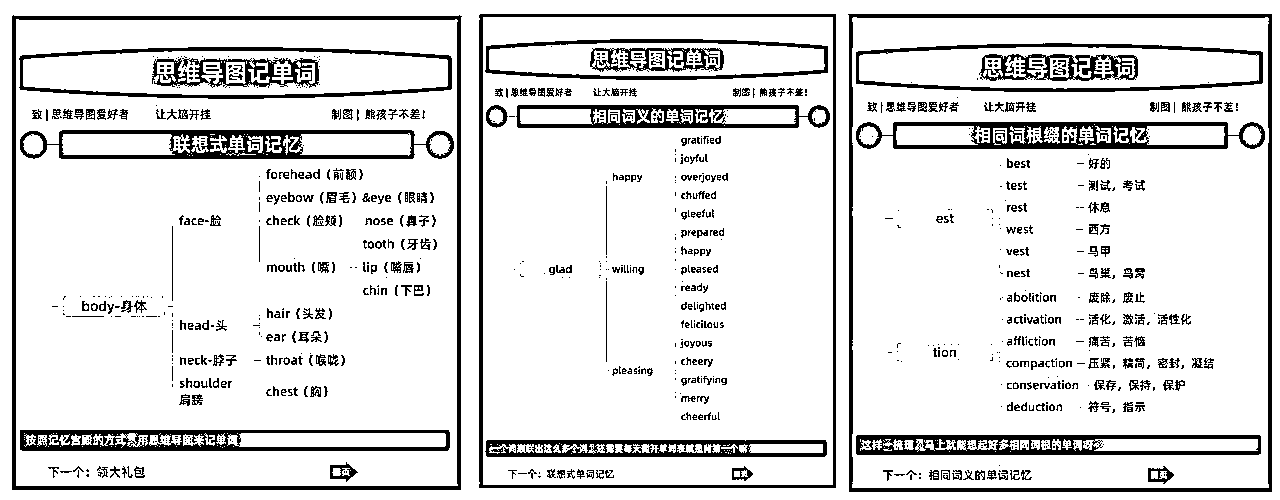 思维导图记单词
致 | 思维导图爱好者 让大脑开挂 制图 | 熊孩子不差!
联想式单词记忆
forehead (前额)
eyebow (眉毛) &eye (眼睛)
face-脸 check (脸颊) nose (鼻子)
tooth (牙齿)
mouth (嘴) lip (嘴唇)
chin (下巴)
body-身体
hair (头发)
head-头
ear (耳朵)
neck-脖子 throat (喉咙)
shoulder
肩膀
chest (胸)
按照记忆宫殿的方式是用思维导图来记单词
下一个：领大礼包
思维导图记单词
致 | 思维导图爱好者 让大脑开挂 制图 | 熊孩子不差!
相同词义的单词记忆
gratified
joyful
happy overjoyed
chuffed
gleeful
prepared
happy
glad willing pleased
ready
delighted
felicitous
joyous
cheery
pleasing
gratifying
merry
cheerful
下一个：联想式单词记忆
思维导图记单词
致 | 思维导图爱好者 让大脑开挂 制图 | 熊孩子不差!
相同词根缀的单词记忆
best 好的
test 测试，考试
rest 休息
est
west 西方
vest 马甲
nest 鸟巢，鸟窝
abolition 废除，废止
activation 活化，激活，活性化
affliction 痛苦，苦恼
tion
compaction 压紧，精简，密封，凝结
conservation 保存，保持，保护
deduction 符号，指示
这样一梳理，马上就能想起好多相同词根的单词呀
下一个：相同词义的单词记忆